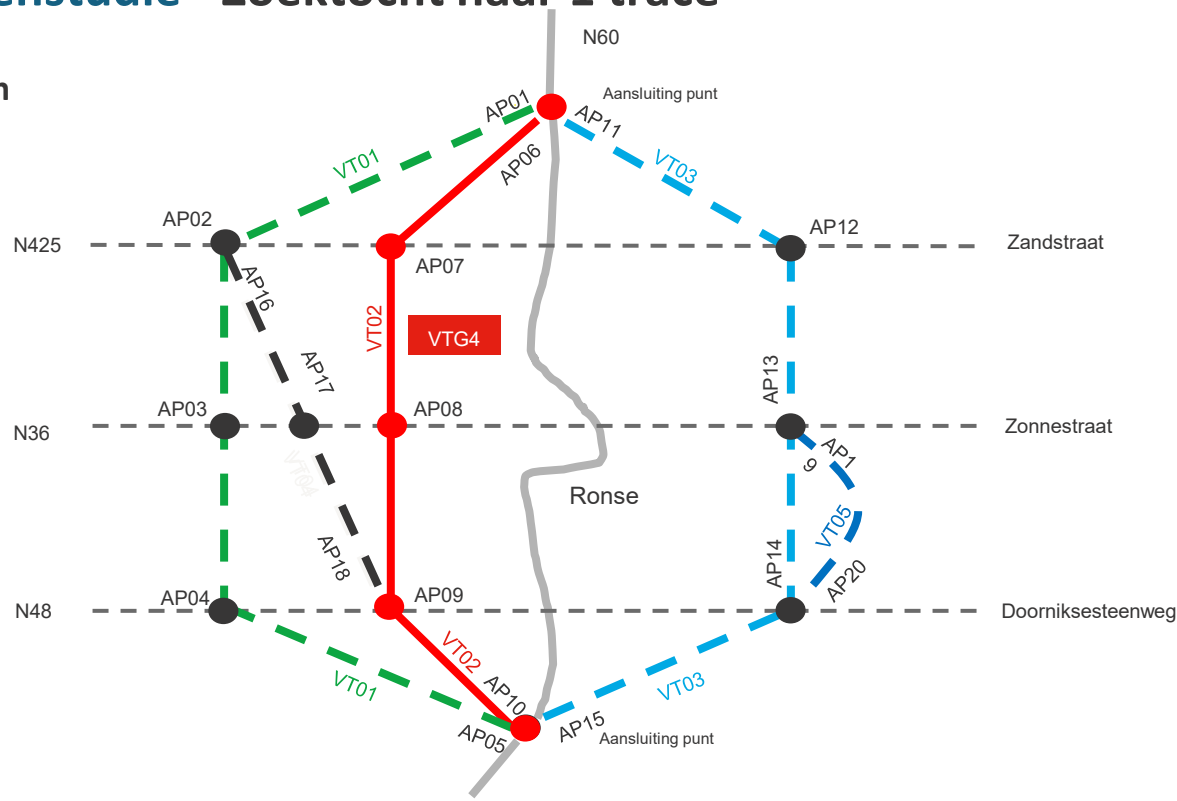 N60
Aansluiting punt
AP01
AP11
AP06
VT01
VT03
AP02
AP12
N425
Zandstraat
AP16
AP07
VT02
VTG4
AP17
AP13
AP03
AP08
N36
Zonnestraat
AP1
9
VT04
Ronse
VT05
AP18
AP14
AP20
AP04
AP09
N48
Doorniksesteenweg
VT02
VT01
AP10
VT03
AP05
AP15
Aansluiting punt